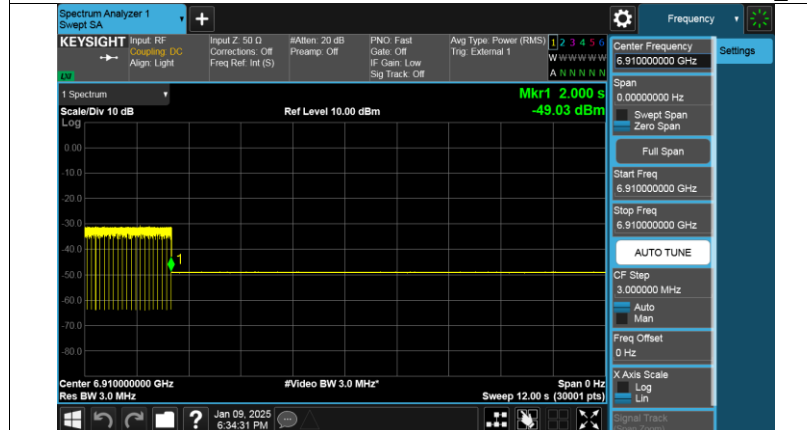 Spectrum Analyzer 1
Swept SA
+
Frequency
KEYSIGHT
Input: RF
Coupling: DC
Align: Light
Input Z: 50 Ω
Corrections: Off
Freq Ref: Int (S)
#Atten: 20 dB
Preamp: Off
PNO: Fast
Gate: Off
IF Gain: Low
Sig Track: Off
Avg Type: Power (RMS)
Trig: External 1
1 2 3 4 5 6
W W W W W W
A N N N N N
LXI
1 Spectrum
Mkr1 2.000 s
Scale/Div 10 dB
Ref Level 10.00 dBm
-49.03 dBm
Log
0.00
-10.0
-20.0
-30.0
-40.0
-50.0
-60.0
-70.0
-80.0
1
Center 6.910000000 GHz
#Video BW 3.0 MHz*
Span 0 Hz
Res BW 3.0 MHz
Sweep 12.00 s (30001 pts)
?
Jan 09, 2025
6:34:31 PM
Center Frequency
6.910000000 GHz
Settings
Span
0.00000000 Hz
Swept Span
Zero Span
Full Span
Start Freq
6.910000000 GHz
Stop Freq
6.910000000 GHz
AUTO TUNE
CF Step
3.000000 MHz
Auto
Man
Freq Offset
0 Hz
X Axis Scale
Log
Lin
Signal Track
(Span Zoom)